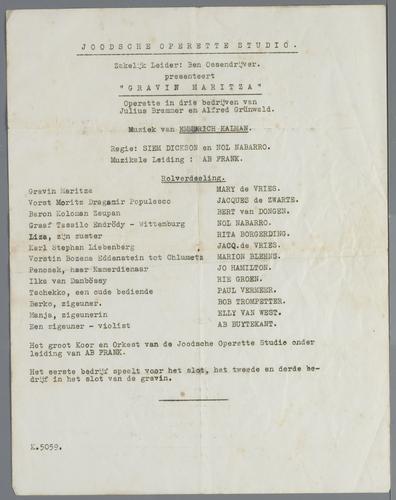 JOODSCHE OPERETTE STUDIO.
Zakelijk Leider: Ben Ossendrijver.
presenteert
"GRAVIN MARITZA"
Operette in drie bedrijven van
Julius Brammer en Alfred Grünwald.
Muziek van EMMERICH KALMAN.
Regie: SIEM DICKSON en NOL NABARRO.
Muzikale Leiding : AB FRANK.
Rolverdeeling.
Gravin Maritza MARY de VRIES.
Vorst Moritz Dragomir Populesco JACQUES de ZWARTE.
Baron Koloman Zsupan BERT van DONGEN.
Graaf Tassilo Endrödy - Wittemburg NOL NABARRO.
Liza, zijn zuster RITA BORGERDING.
Karl Stephan Liebenberg JACQ.de VRIES.
Vorstin Bozena Eddenstein tot Chlumetz MARION BLEHNS.
Penozek, haar Kamerdienaar JO HAMILTON.
Ilka van Dambössy RIE GROEN.
Tschekko, een oude bediende PAUL VERMEER.
Berko, zigeuner. BOB TROMPETTER.
Manja, zigeunerin ELLY VAN WEST.
Een zigeuner - violist AB BUYTEKANT.
Het groot Koor en Orkest van de Joodsche Operette Studio onder
leiding van AB FRANK.
Het eerste bedrijf speelt voor het slot, het tweede en derde be-
drijf in het slot van de gravin.
K.5059.